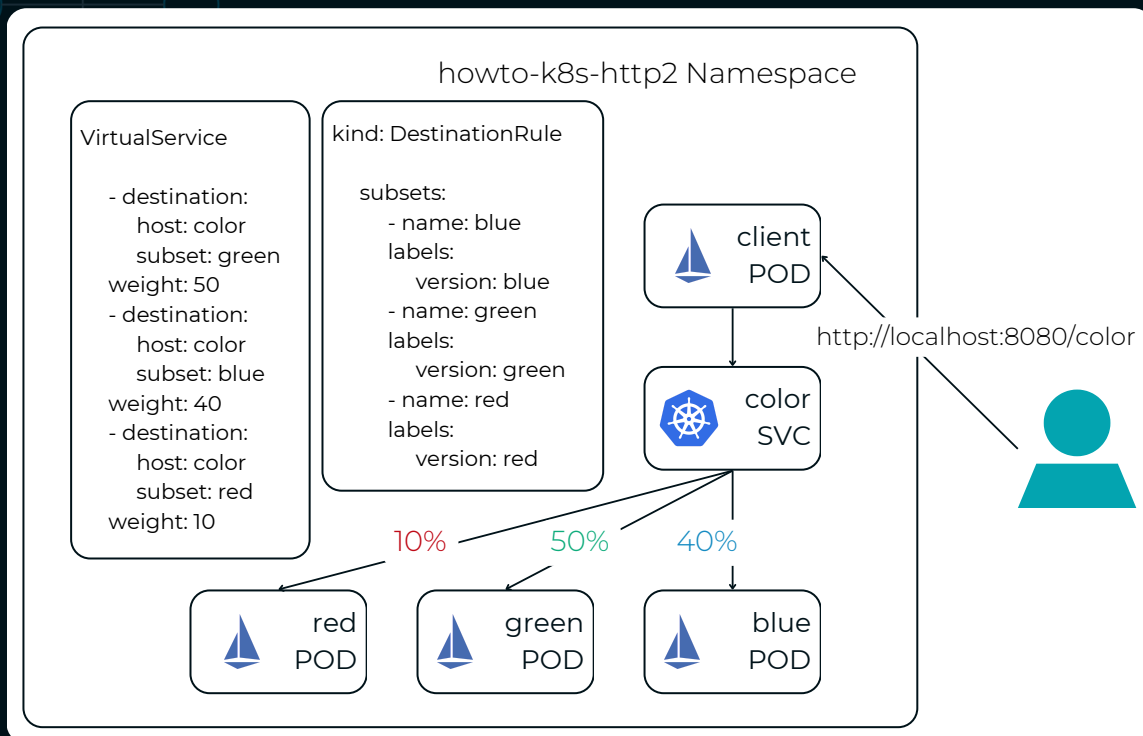 howto-k8s-http2 Namespace
VirtualService
- destination:
host: color
subset: green
weight: 50
- destination:
host: color
subset: blue
weight: 40
- destination:
host: color
subset: red
weight: 10
kind: DestinationRule
subsets:
- name: blue
labels:
version: blue
- name: green
labels:
version: green
- name: red
labels:
version: red
client
POD
http://localhost:8080/color
color
SVC
10%
50%
40%
red
POD
green
POD
blue
POD